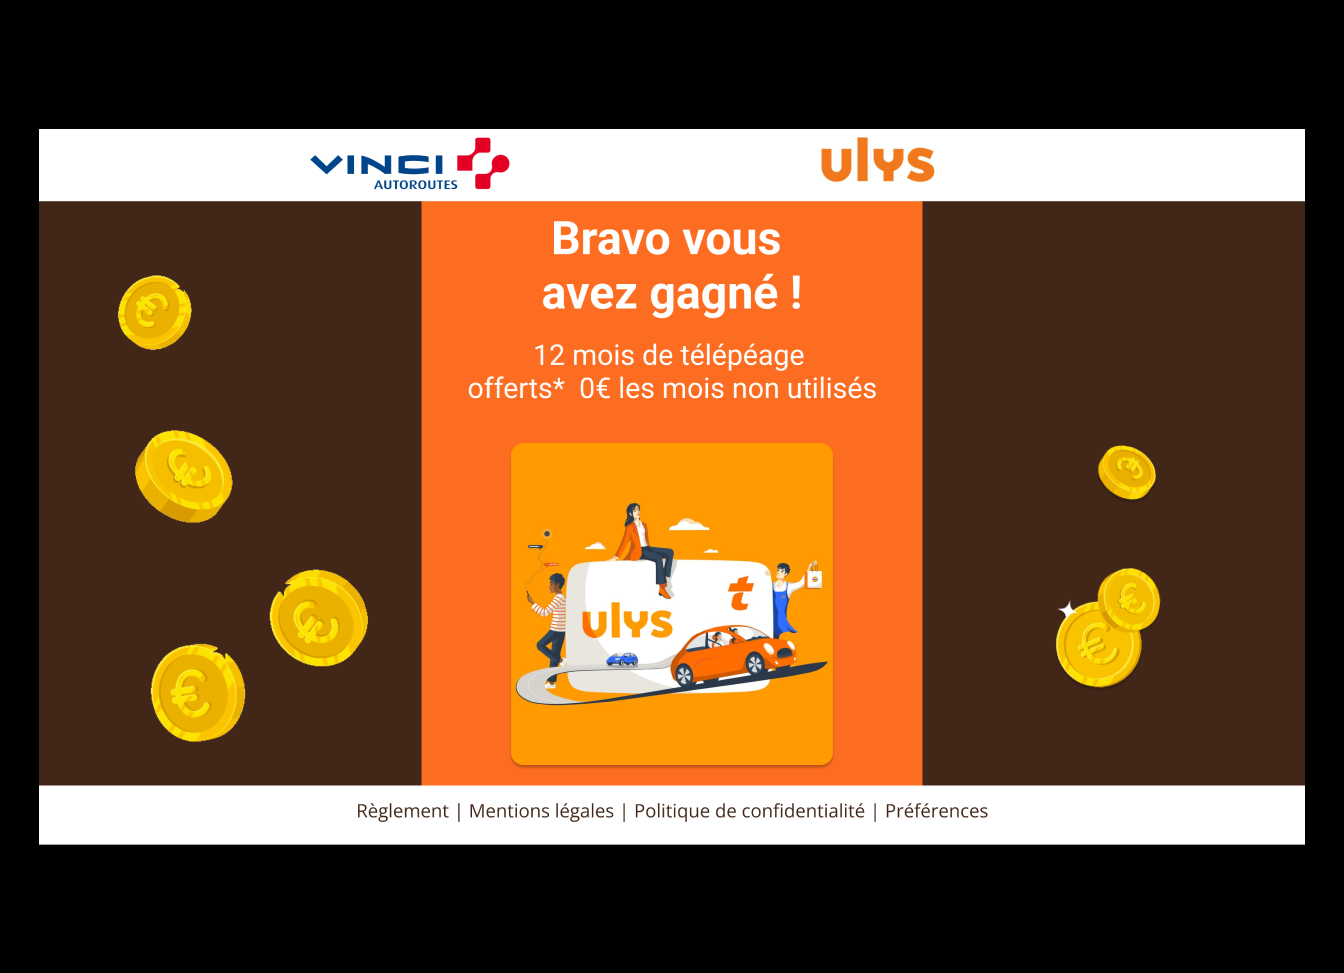 VINCI
AUTOROUTES
ulys
Bravo vous
avez gagné !
12 mois de télépéage
offerts* 0€ les mois non utilisés
t
ulys
Règlement | Mentions légales | Politique de confidentialité | Préférences